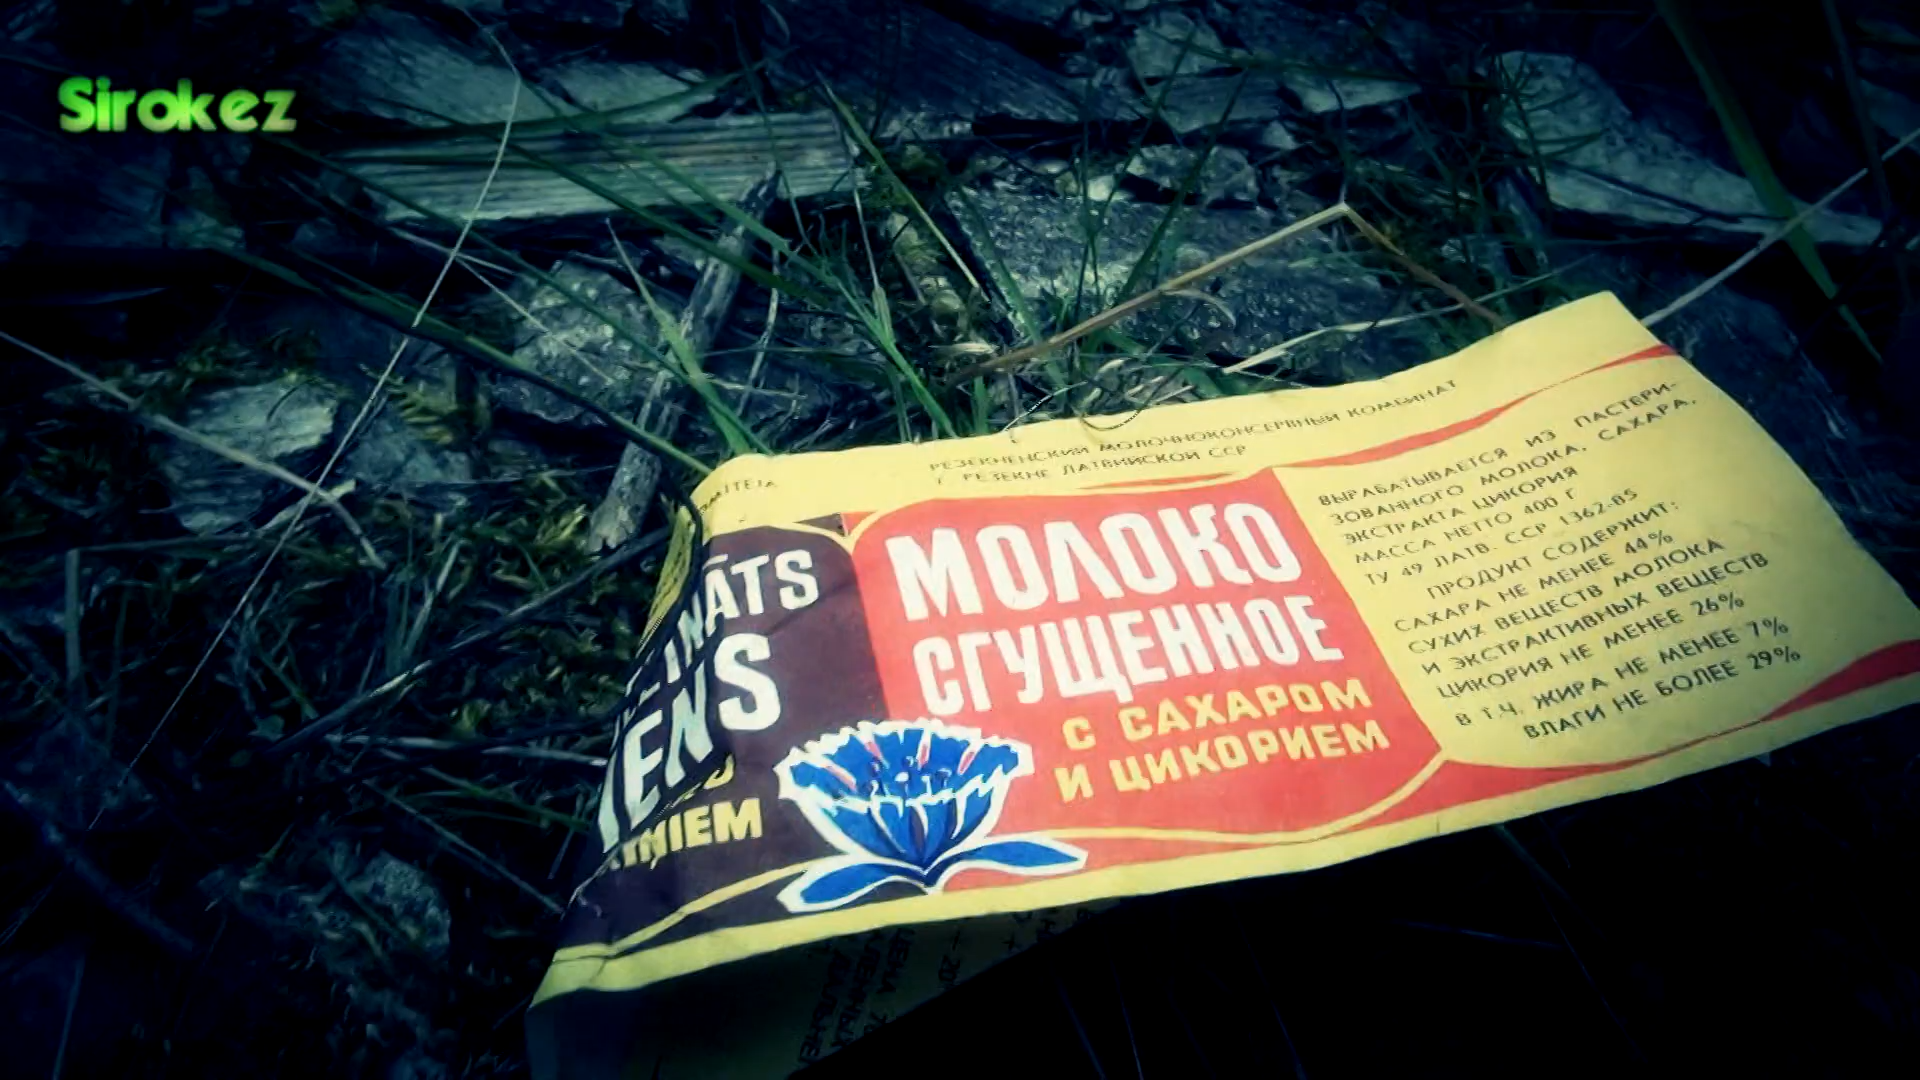 Sirokez
РЕЗЕКНЕНСКИЙ МОЛОЧНОКОНСЕРВНЫЙ КОМБИНАТ
Г. РЕЗЕКНЕ ЛАТВИЙСКОЙ ССР
INĀTS
IENS
МОЛОКО
СГУЩЕННОЕ
С САХАРОМ
И ЦИКОРИЕМ
ВЫРАБАТЫВАЕТСЯ ИЗ ПАСТЕРИ-
ЗОВАННОГО МОЛОКА, САХАРА,
ЭКСТРАКТА ЦИКОРИЯ
МАССА НЕТТО 400 Г
ТУ 49 ЛАТВ. ССР 1362-85
ПРОДУКТ СОДЕРЖИТ:
САХАРА НЕ МЕНЕЕ 44%
СУХИХ ВЕЩЕСТВ МОЛОКА
И ЭКСТРАКТИВНЫХ ВЕЩЕСТВ
ЦИКОРИЯ НЕ МЕНЕЕ 26%
В Т.Ч. ЖИРА НЕ МЕНЕЕ 7%
ВЛАГИ НЕ БОЛЕЕ 29%